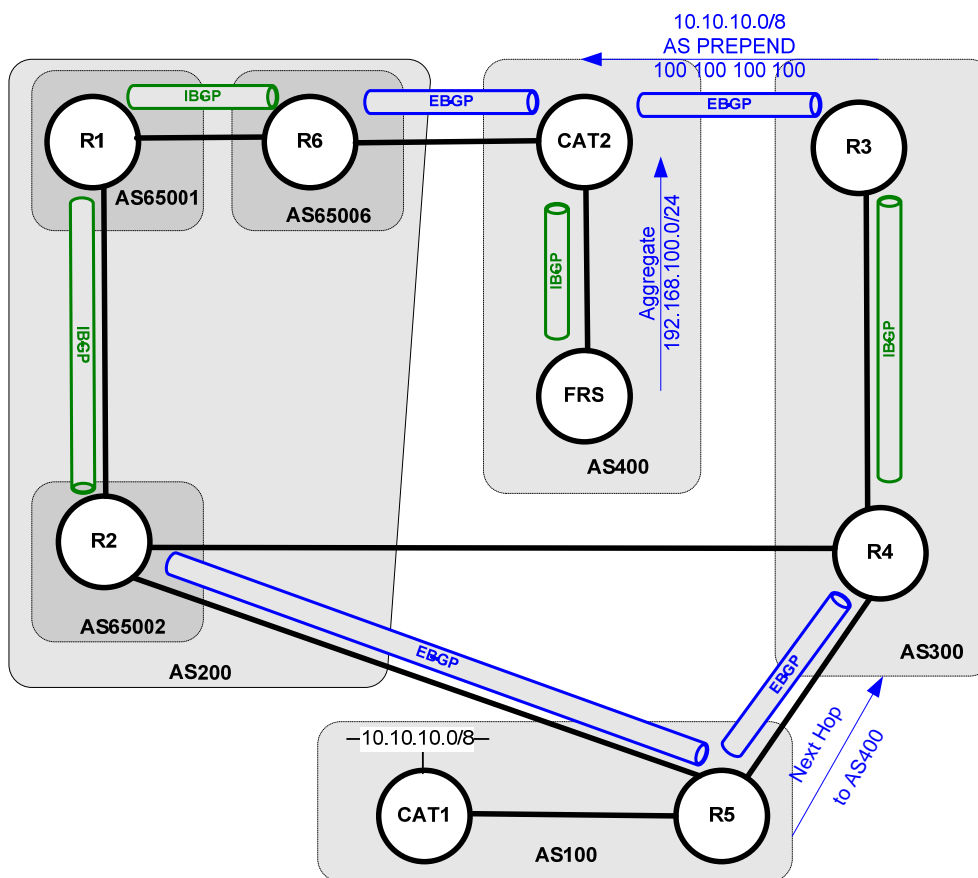 10.10.10.0/8
AS PREPEND
100 100 100 100
IBGP
EBGP
EBGP
R1
R6
CAT2
R3
AS65001
AS65006
IBGP
IBGP
IBGP
Aggregate
192.168.100.0/24
FRS
AS400
R2
R4
AS65002
AS200
EBGP
EBGP
AS300
Next Hop
to AS400
10.10.10.0/8
CAT1
R5
AS100